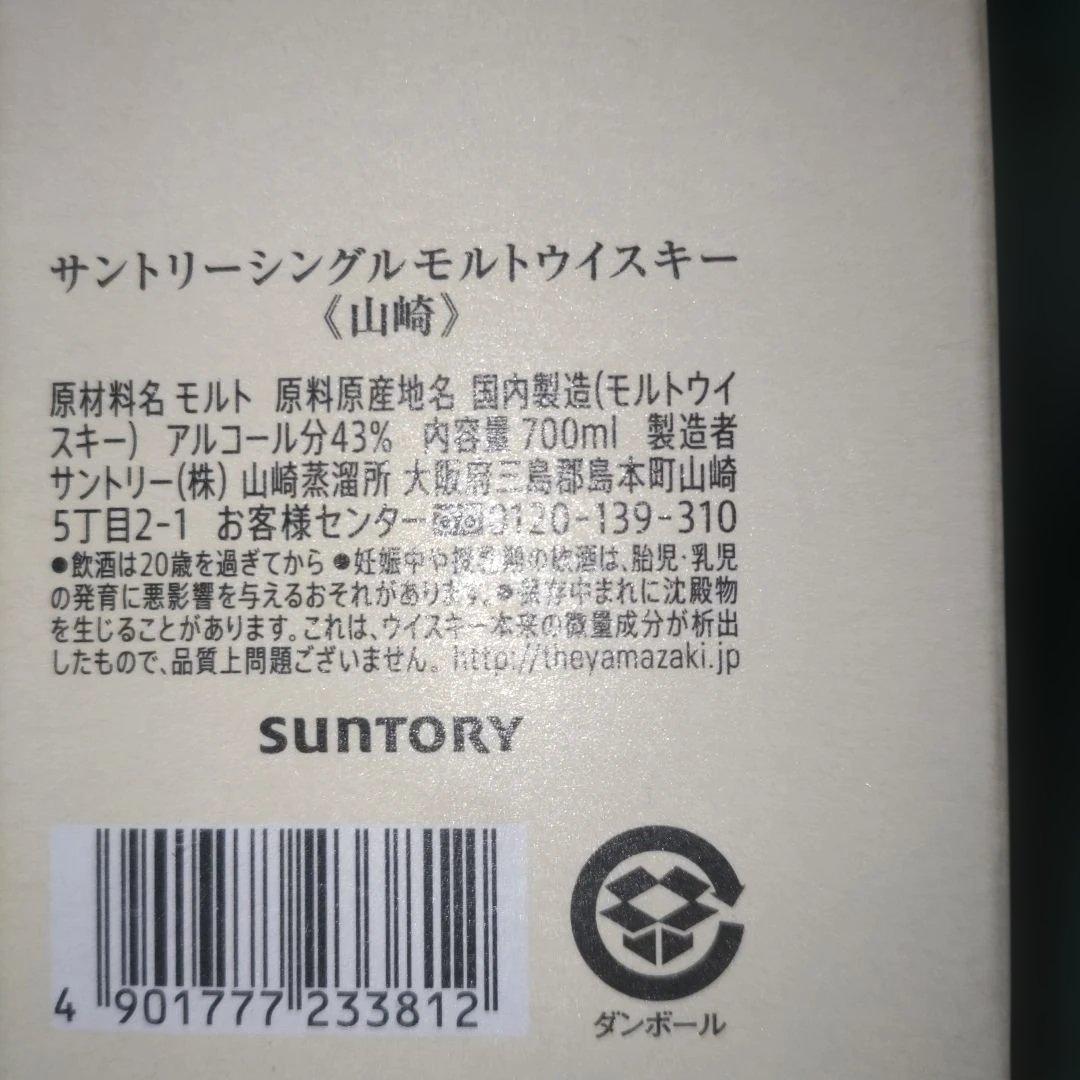 サントリーシングルモルトウイスキー
《山崎》
原材料名 モルト 原料原産地名 国内製造(モルトウイ
スキー) アルコール分43% 内容量 700ml 製造者
サントリー(株) 山崎蒸溜所 大阪府三島郡島本町山崎
5丁目2-1 お客様センター 0120-139-310
●飲酒は20歳を過ぎてから ●妊娠中や授乳期の飲酒は、胎児・乳児
の発育に悪影響を与えるおそれがあります。●保存中まれに沈殿物
を生じることがあります。これは、ウイスキー本来の微量成分が析出
したもので、品質上問題ございません。 http://theyamazaki.jp
SUNTORY
4 901777 233812
ダンボール